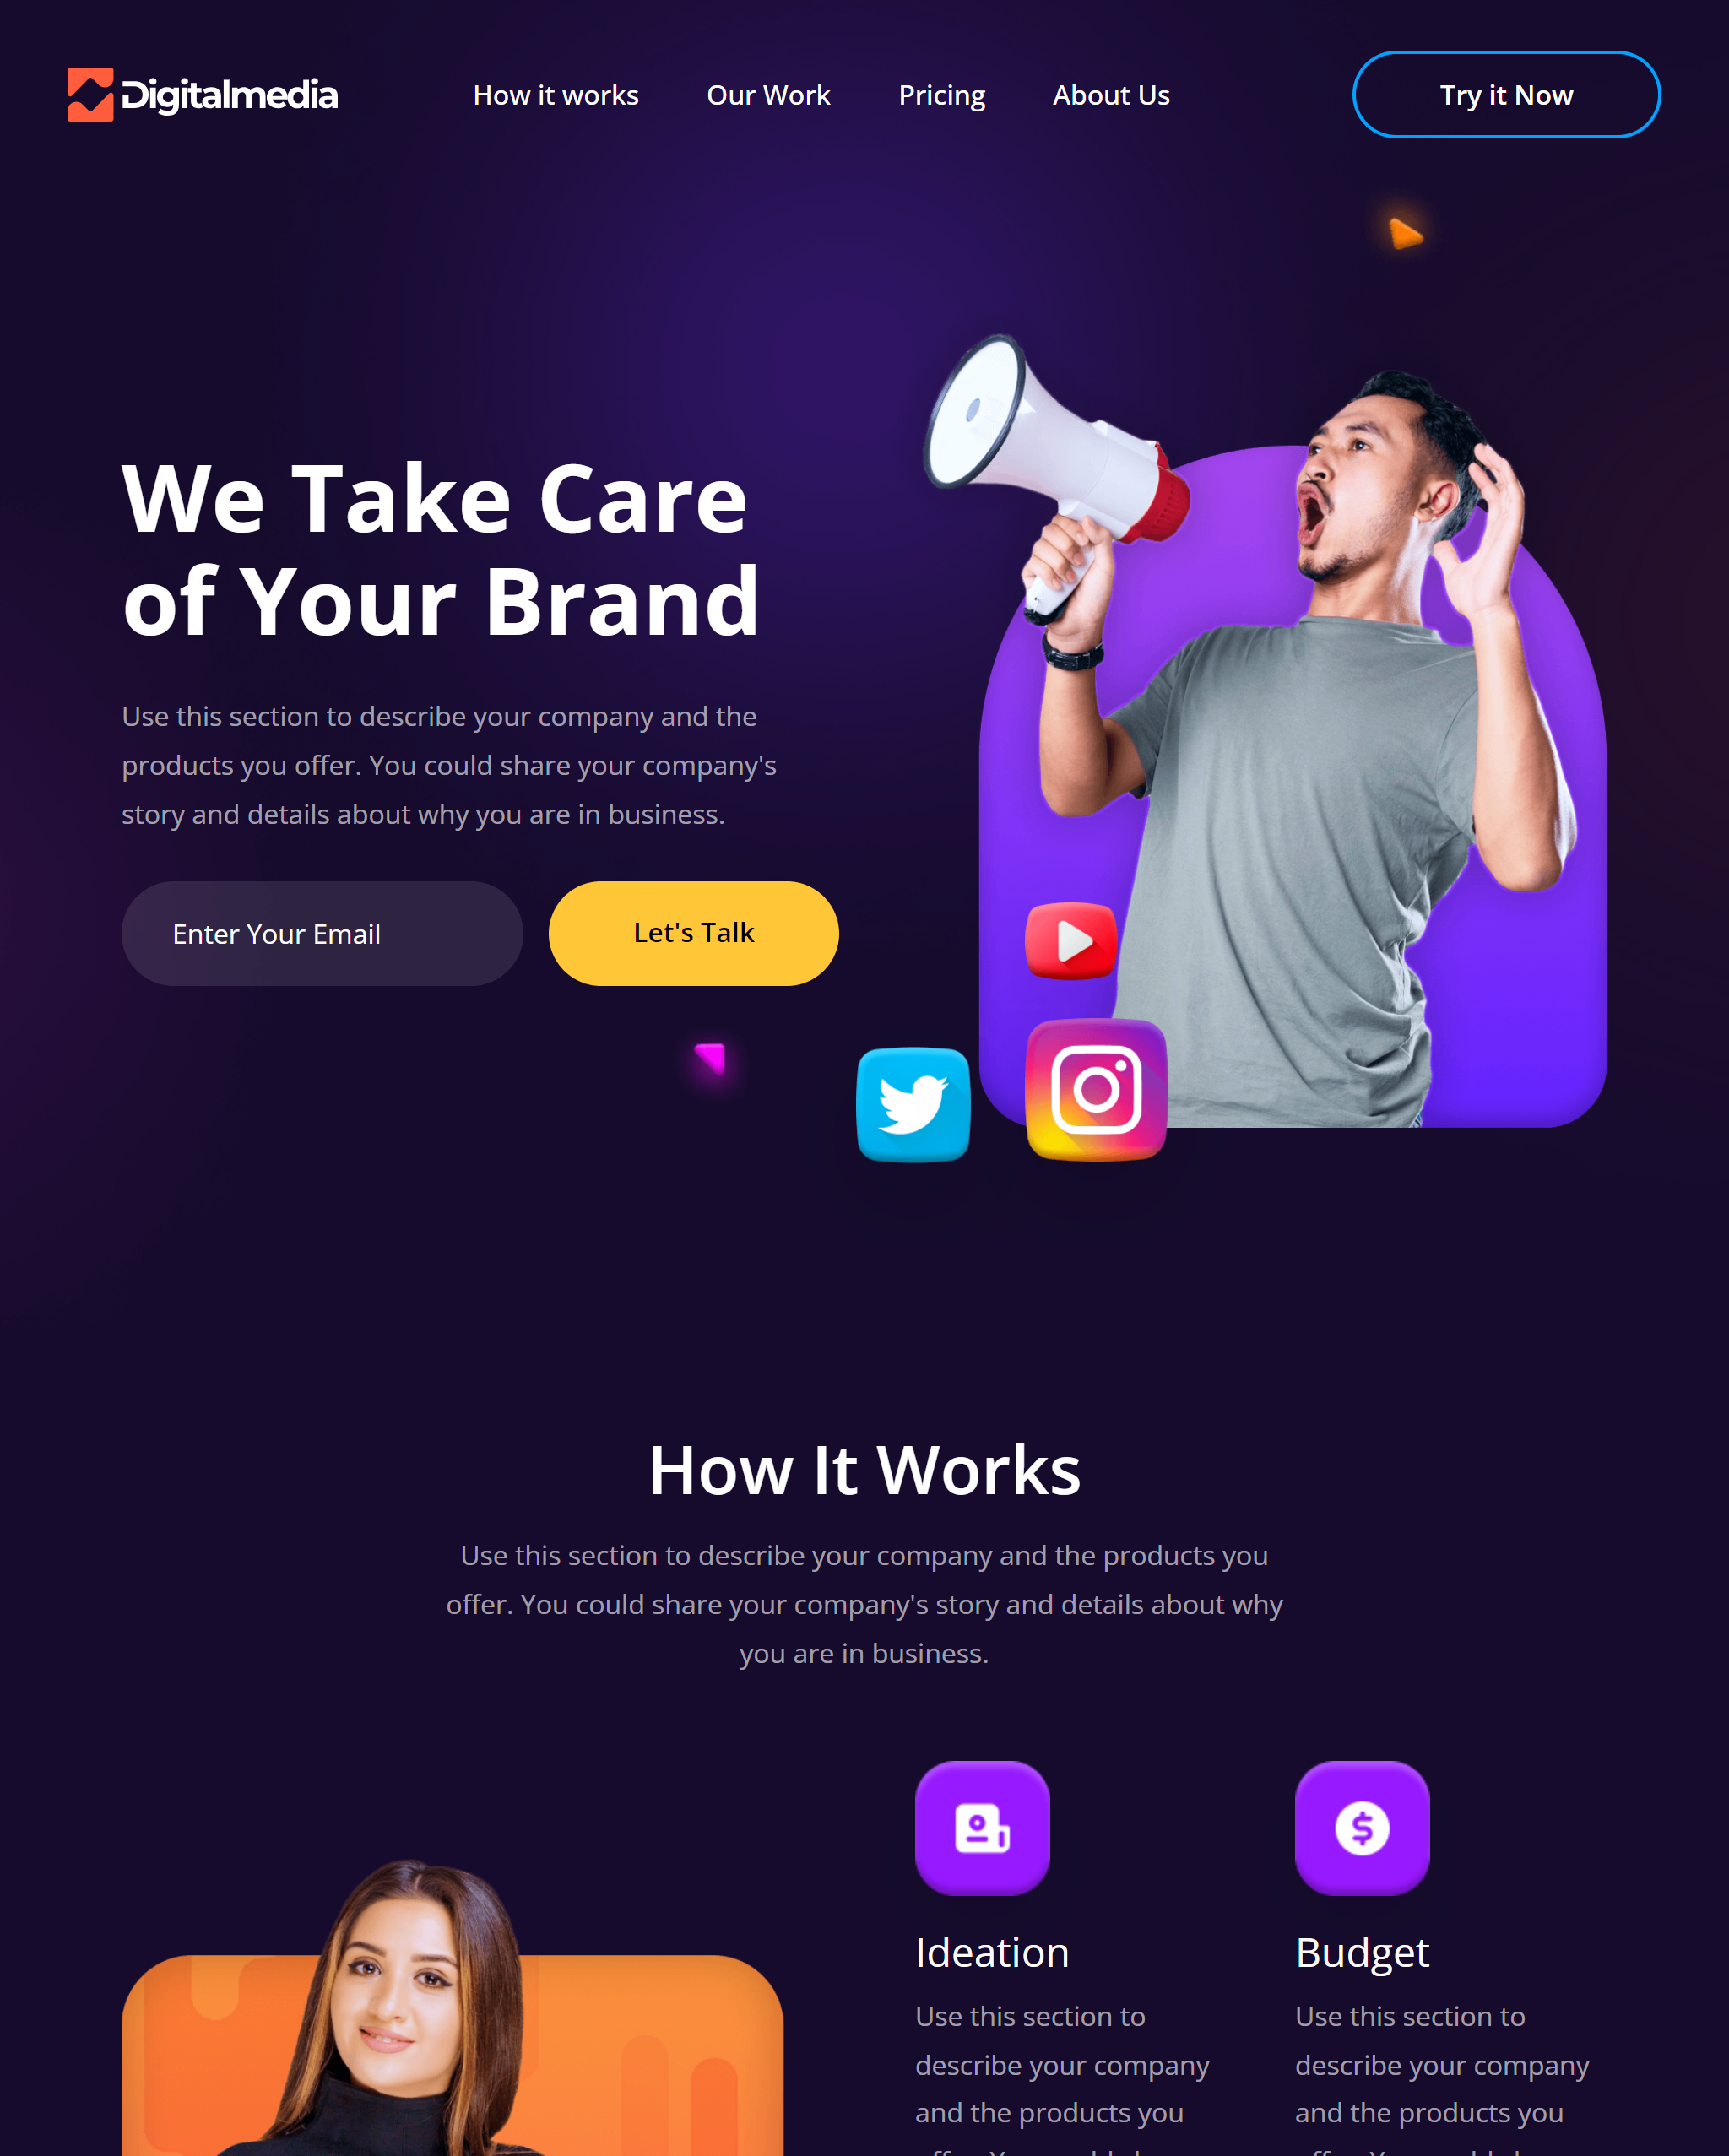 Digitalmedia
How it works
Our Work
Pricing
About Us
Try it Now
We Take Care
of Your Brand
Use this section to describe your company and the
products you offer. You could share your company's
story and details about why you are in business.
Enter Your Email
Let's Talk
How It Works
Use this section to describe your company and the products you
offer. You could share your company's story and details about why
you are in business.
Ideation
Use this section to
describe your company
and the products you
Budget
Use this section to
describe your company
and the products you